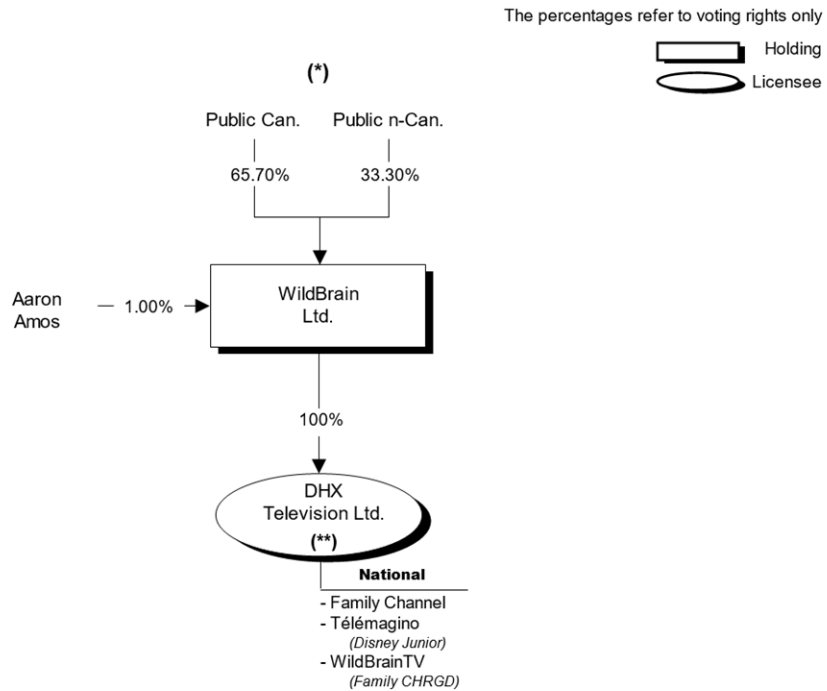 The percentages refer to voting rights only
Holding
Licensee
(*)
Public Can. Public n-Can.
65.70% 33.30%
WildBrain
Ltd.
Aaron
Amos
1.00%
100%
DHX
Television Ltd.
(**)
National
- Family Channel
- Télémagino
(Disney Junior)
- WildBrainTV
(Family CHRGD)